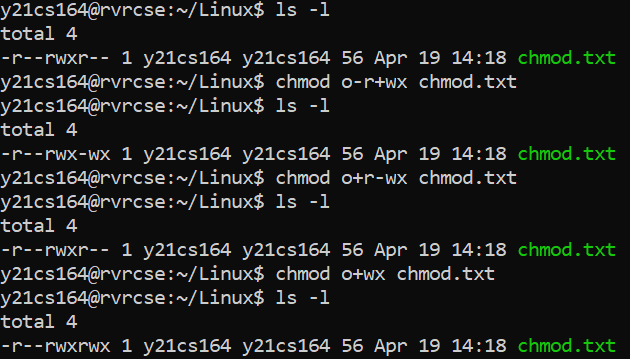 y21cs164@rvrcse:~/Linux$ ls -l
total 4
-r--rwxr-- 1 y21cs164 y21cs164 56 Apr 19 14:18 chmod.txt
y21cs164@rvrcse:~/Linux$ chmod o-r+wx chmod.txt
y21cs164@rvrcse:~/Linux$ ls -l
total 4
-r--rwx-wx 1 y21cs164 y21cs164 56 Apr 19 14:18 chmod.txt
y21cs164@rvrcse:~/Linux$ chmod o+r-wx chmod.txt
y21cs164@rvrcse:~/Linux$ ls -l
total 4
-r--rwxr-- 1 y21cs164 y21cs164 56 Apr 19 14:18 chmod.txt
y21cs164@rvrcse:~/Linux$ chmod o+wx chmod.txt
y21cs164@rvrcse:~/Linux$ ls -l
total 4
-r--rwxrwx 1 y21cs164 y21cs164 56 Apr 19 14:18 chmod.txt